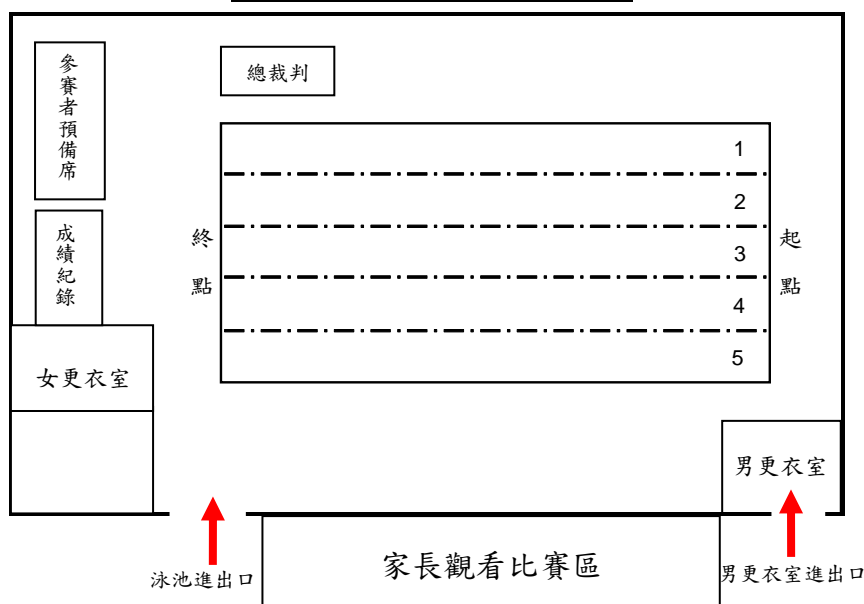 參賽者預備席
總裁判
1
2
3
4
5
終點
起點
成績紀錄
女更衣室
男更衣室
泳池進出口
家長觀看比賽區
男更衣室進出口